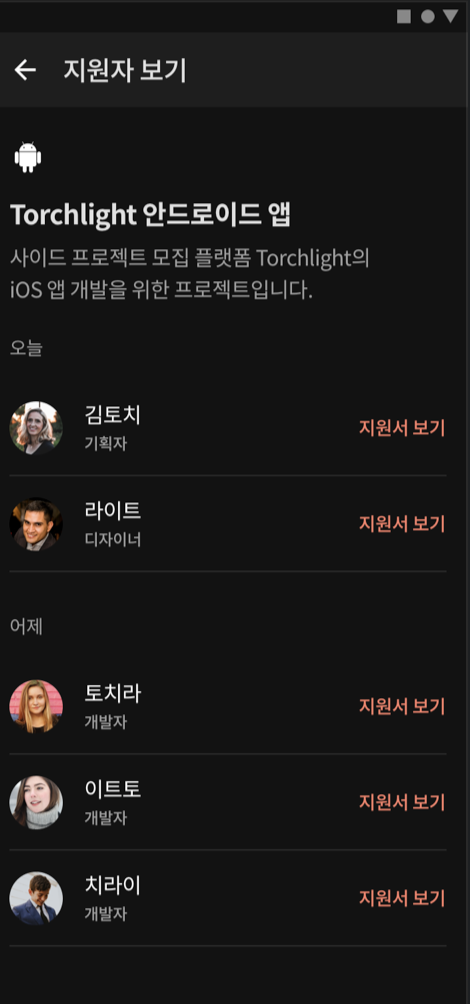 지원자 보기
Torchlight 안드로이드 앱
사이드 프로젝트 모집 플랫폼 Torchlight의
iOS 앱 개발을 위한 프로젝트입니다.
오늘
김토치
기획자
지원서 보기
라이트
디자이너
지원서 보기
어제
토치라
개발자
지원서 보기
이트토
개발자
지원서 보기
치라이
개발자
지원서 보기